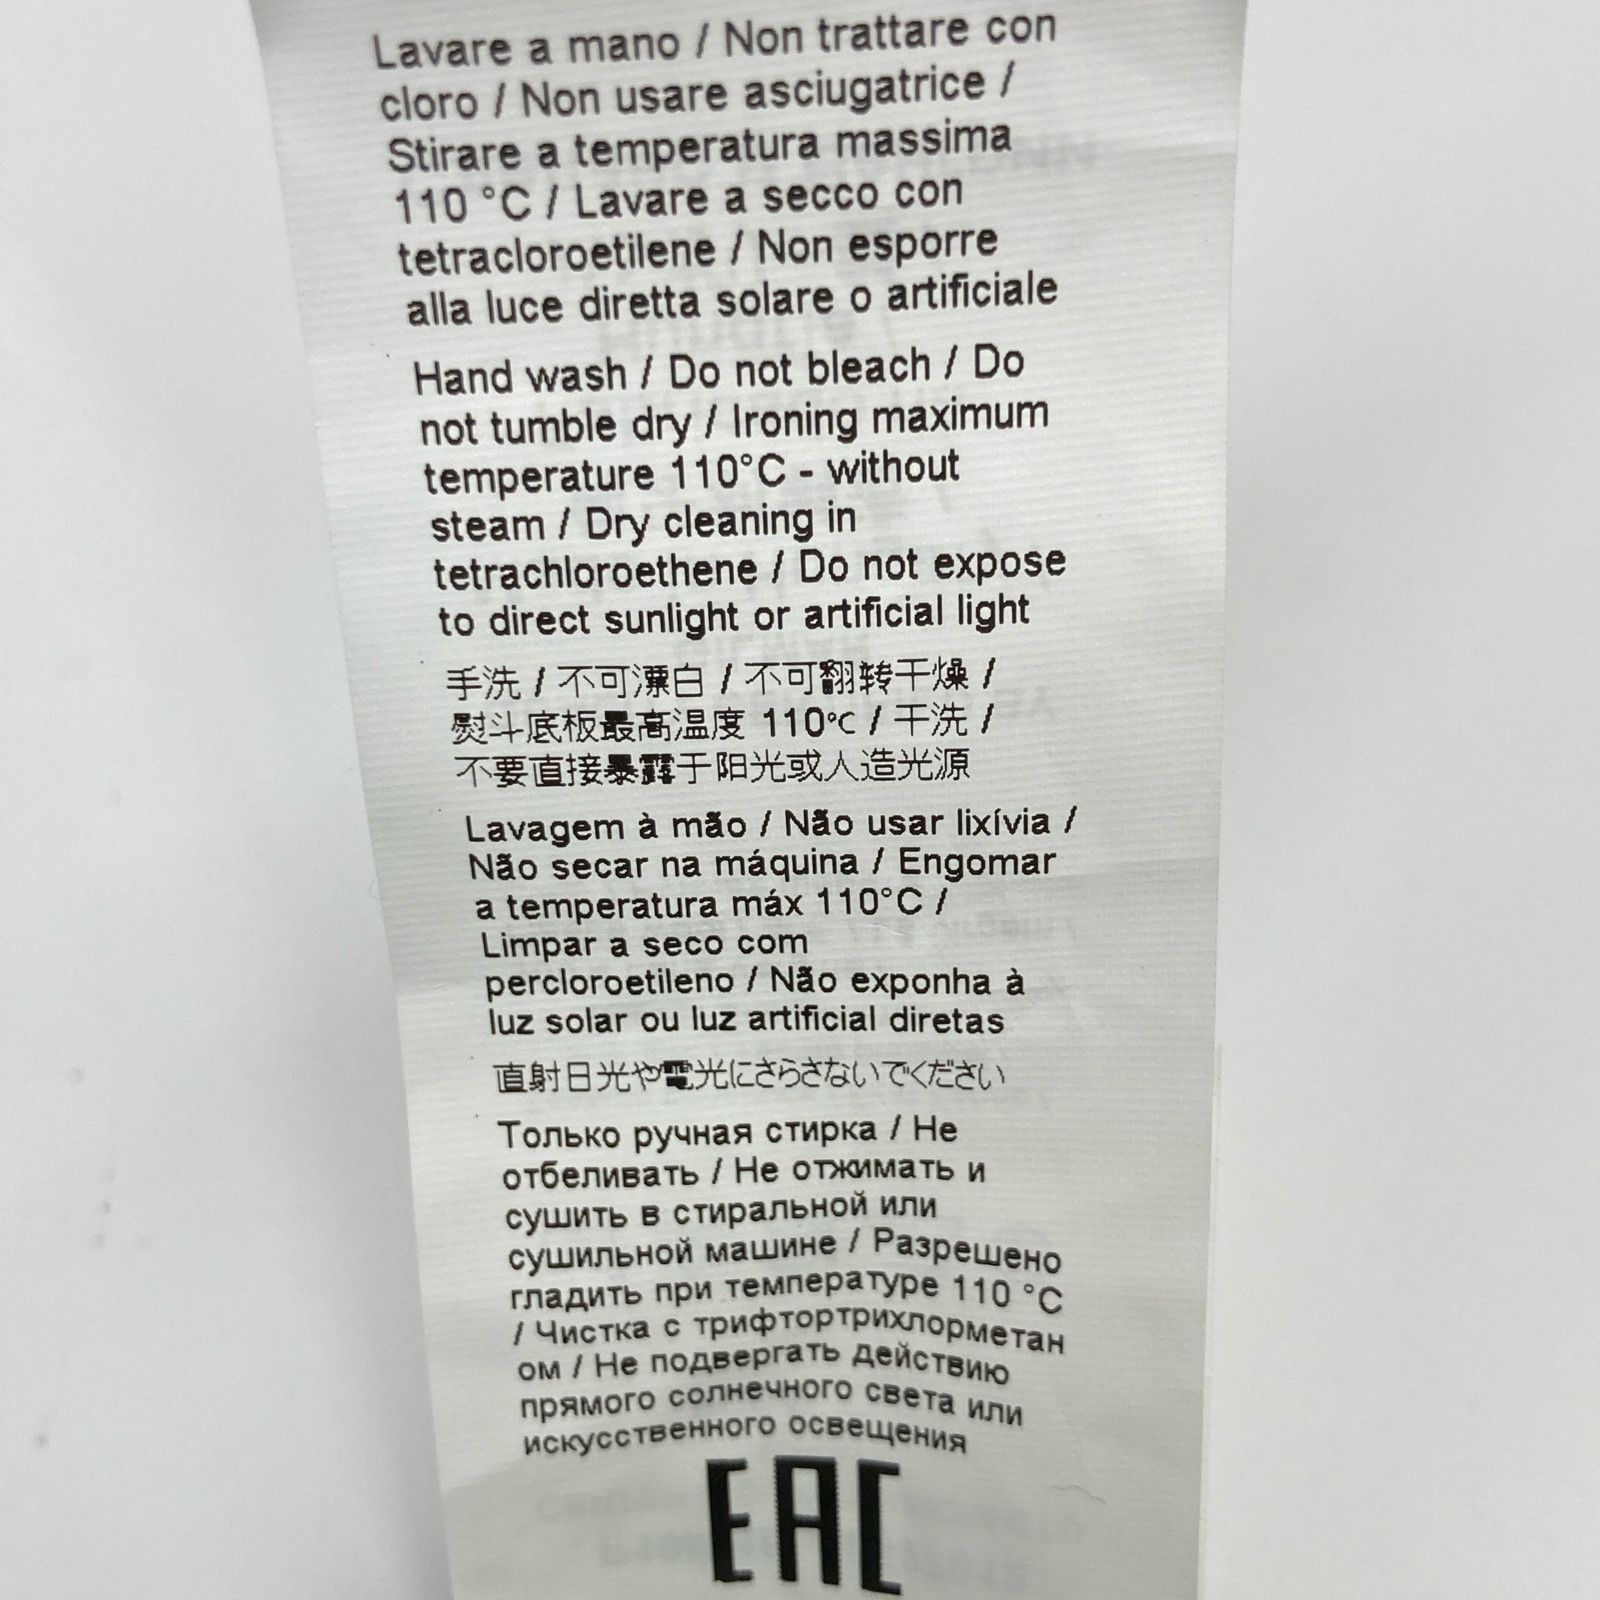 Lavare a mano / Non trattare con
cloro / Non usare asciugatrice /
Stirare a temperatura massima
110 °C / Lavare a secco con
tetracloroetilene / Non esporre
alla luce diretta solare o artificiale
Hand wash / Do not bleach / Do
not tumble dry / Ironing maximum
temperature 110°C - without
steam / Dry cleaning in
tetrachloroethene / Do not expose
to direct sunlight or artificial light
手洗 / 不可漂白 / 不可翻转干燥 /
熨斗底板最高温度 110℃ / 干洗 /
不要直接暴露于阳光或人造光源
Lavagem à mão / Não usar lixívia /
Não secar na máquina / Engomar
a temperatura máx 110°C /
Limpar a seco com
percloroetileno / Não exponha à
luz solar ou luz artificial diretas
直射日光や電光にさらさないでください
Только ручная стирка / Не
отбеливать / Не отжимать и
сушить в стиральной или
сушильной машине / Разрешено
гладить при температуре 110 °C
/ Чистка с трифтортрихлорметан
ом / Не подвергать действию
прямого солнечного света или
искусственного освещения
EAC